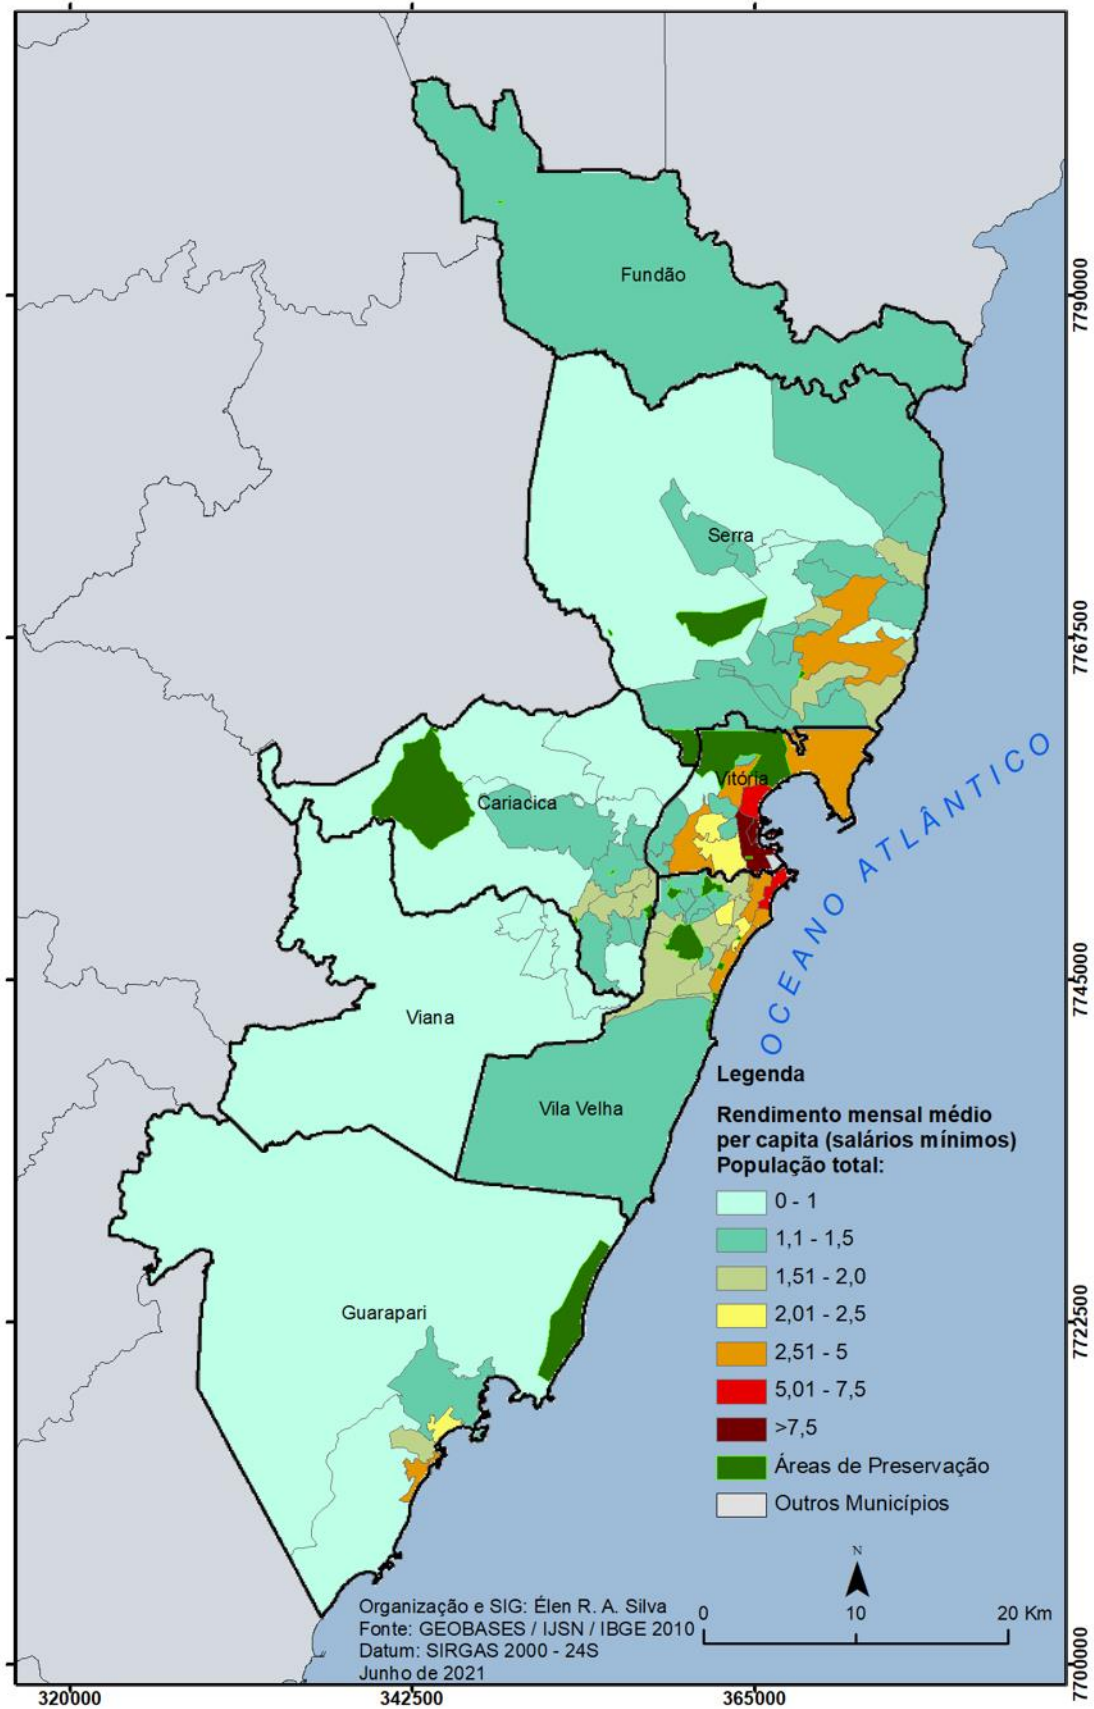 Fundão
7790000
Serra
7767500
Vitória
Cariacica
OCEANO ATLÂNTICO
7745000
Viana
Vila Velha
Guarapari
7722500
Legenda
Rendimento mensal médio
per capita (salários mínimos)
População total:
0 - 1
1,1 - 1,5
1,51 - 2,0
2,01 - 2,5
2,51 - 5
5,01 - 7,5
>7,5
Áreas de Preservação
Outros Municípios
N
0 10 20 Km
Organização e SIG: Élen R. A. Silva
Fonte: GEOBASES / IJSN / IBGE 2010
Datum: SIRGAS 2000 - 24S
Junho de 2021
7700000
320000 342500 365000